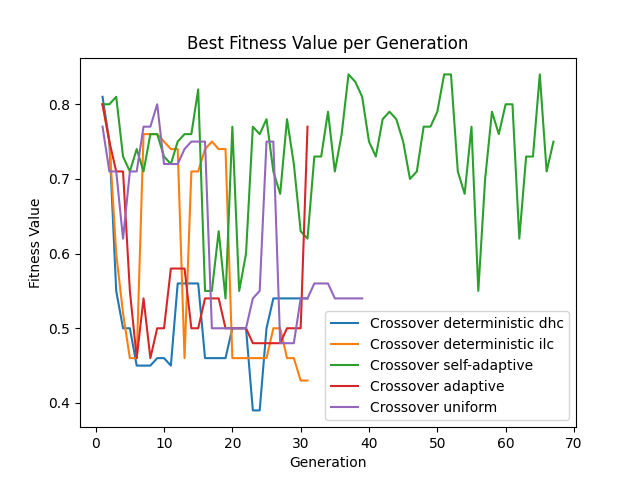 Best Fitness Value per Generation
Fitness Value
0.8
0.7
0.6
0.5
0.4
Crossover deterministic dhc
Crossover deterministic ilc
Crossover self-adaptive
Crossover adaptive
Crossover uniform
0 10 20 30 40 50 60 70
Generation